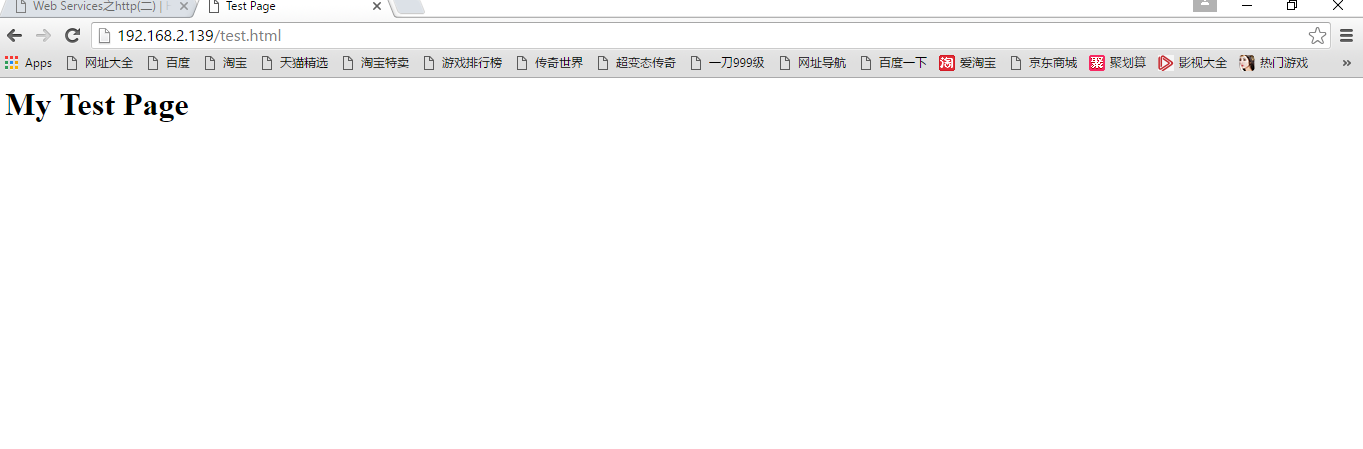 Web Services之http(二) |
Test Page
192.168.2.139/test.html
Apps 网址大全 百度 淘宝 天猫精选 淘宝特卖 游戏排行榜 传奇世界 超变态传奇 一刀999级 网址导航 百度一下 淘 爱淘宝 京东商城 聚 聚划算 影视大全 热门游戏 »
My Test Page